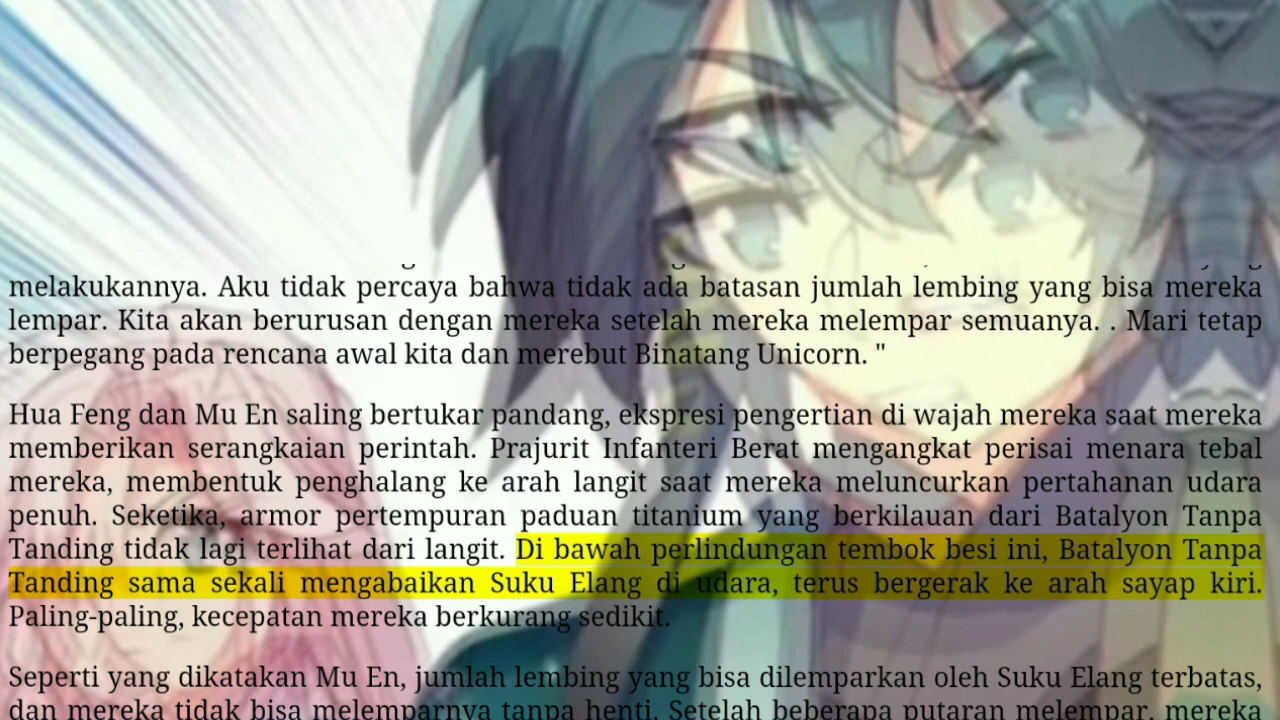 melakukannya. Aku tidak percaya bahwa tidak ada batasan jumlah lembing yang bisa mereka
lempar. Kita akan berurusan dengan mereka setelah mereka melempar semuanya. . Mari tetap
berpegang pada rencana awal kita dan merebut Binatang Unicorn. "
Hua Feng dan Mu En saling bertukar pandang, ekspresi pengertian di wajah mereka saat mereka
memberikan serangkaian perintah. Prajurit Infanteri Berat mengangkat perisai menara tebal
mereka, membentuk penghalang ke arah langit saat mereka meluncurkan pertahanan udara
penuh. Seketika, armor pertempuran paduan titanium yang berkilauan dari Batalyon Tanpa
Tanding tidak lagi terlihat dari langit. Di bawah perlindungan tembok besi ini, Batalyon Tanpa
Tanding sama sekali mengabaikan Suku Elang di udara, terus bergerak ke arah sayap kiri.
Paling-paling, kecepatan mereka berkurang sedikit.
Seperti yang dikatakan Mu En, jumlah lembing yang bisa dilemparkan oleh Suku Elang terbatas,
dan mereka tidak bisa melemparnya tanpa henti. Setelah beberapa putaran melempar, mereka